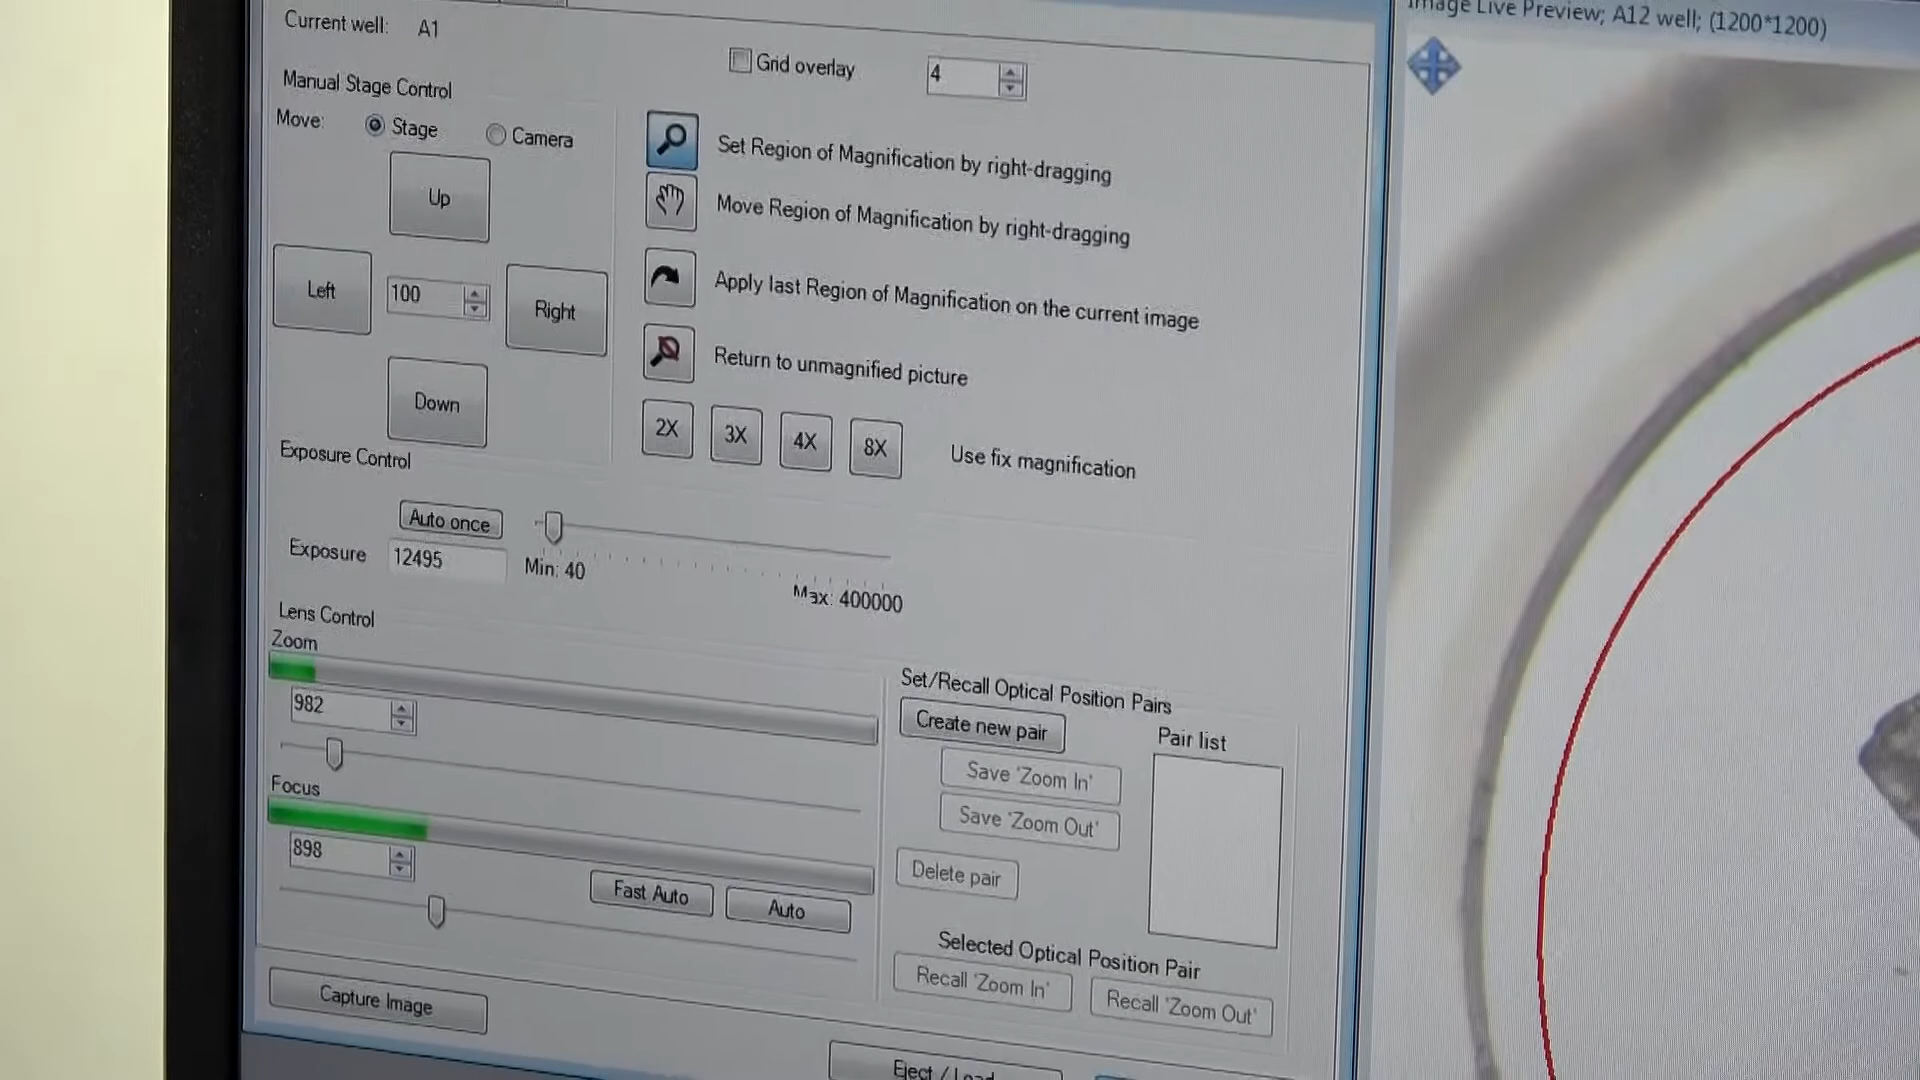 Current well: A1
Grid overlay 4
Manual Stage Control
Move: Stage Camera
Up
Left 100 Right
Down
Set Region of Magnification by right-dragging
Move Region of Magnification by right-dragging
Apply last Region of Magnification on the current image
Return to unmagnified picture
2X 3X 4X 8X Use fix magnification
Exposure Control
Auto once
Exposure 12495
Min: 40
Max: 400000
Lens Control
Zoom
982
Focus
898
Fast Auto Auto
Set/Recall Optical Position Pairs
Create new pair
Pair list
Save 'Zoom In'
Save 'Zoom Out'
Delete pair
Selected Optical Position Pair
Recall 'Zoom In' Recall 'Zoom Out'
Capture Image
Eject / Load
Image Live Preview; A12 well; (1200*1200)